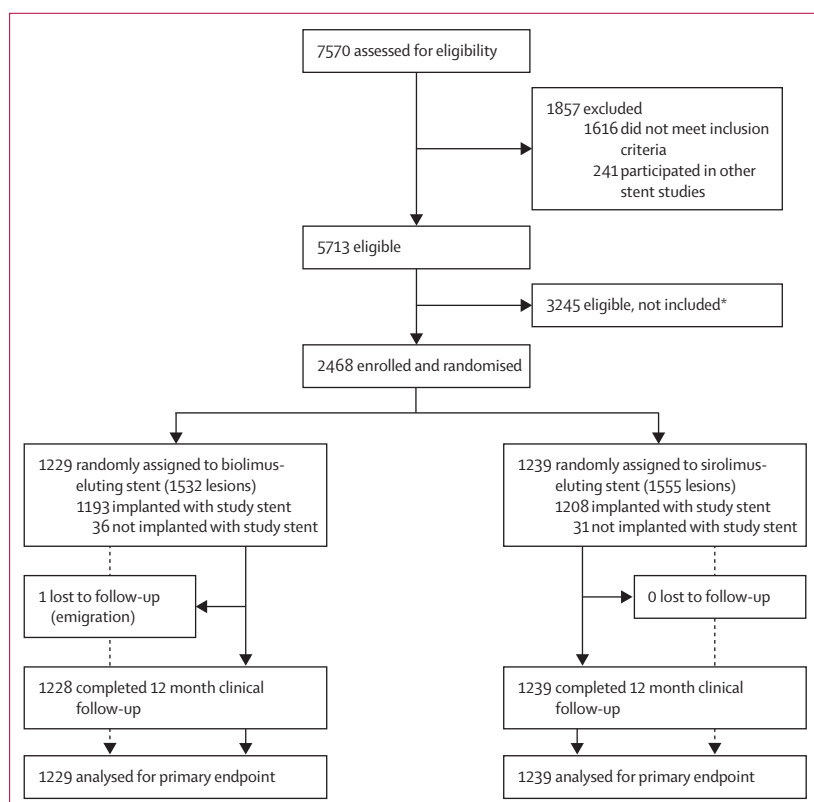 7570 assessed for eligibility
1857 excluded
1616 did not meet inclusion
criteria
241 participated in other
stent studies
5713 eligible
3245 eligible, not included*
2468 enrolled and randomised
1229 randomly assigned to biolimus-
eluting stent (1532 lesions)
1193 implanted with study stent
36 not implanted with study stent
1239 randomly assigned to sirolimus-
eluting stent (1555 lesions)
1208 implanted with study stent
31 not implanted with study stent
1 lost to follow-up
(emigration)
0 lost to follow-up
1228 completed 12 month clinical
follow-up
1239 completed 12 month clinical
follow-up
1229 analysed for primary endpoint
1239 analysed for primary endpoint